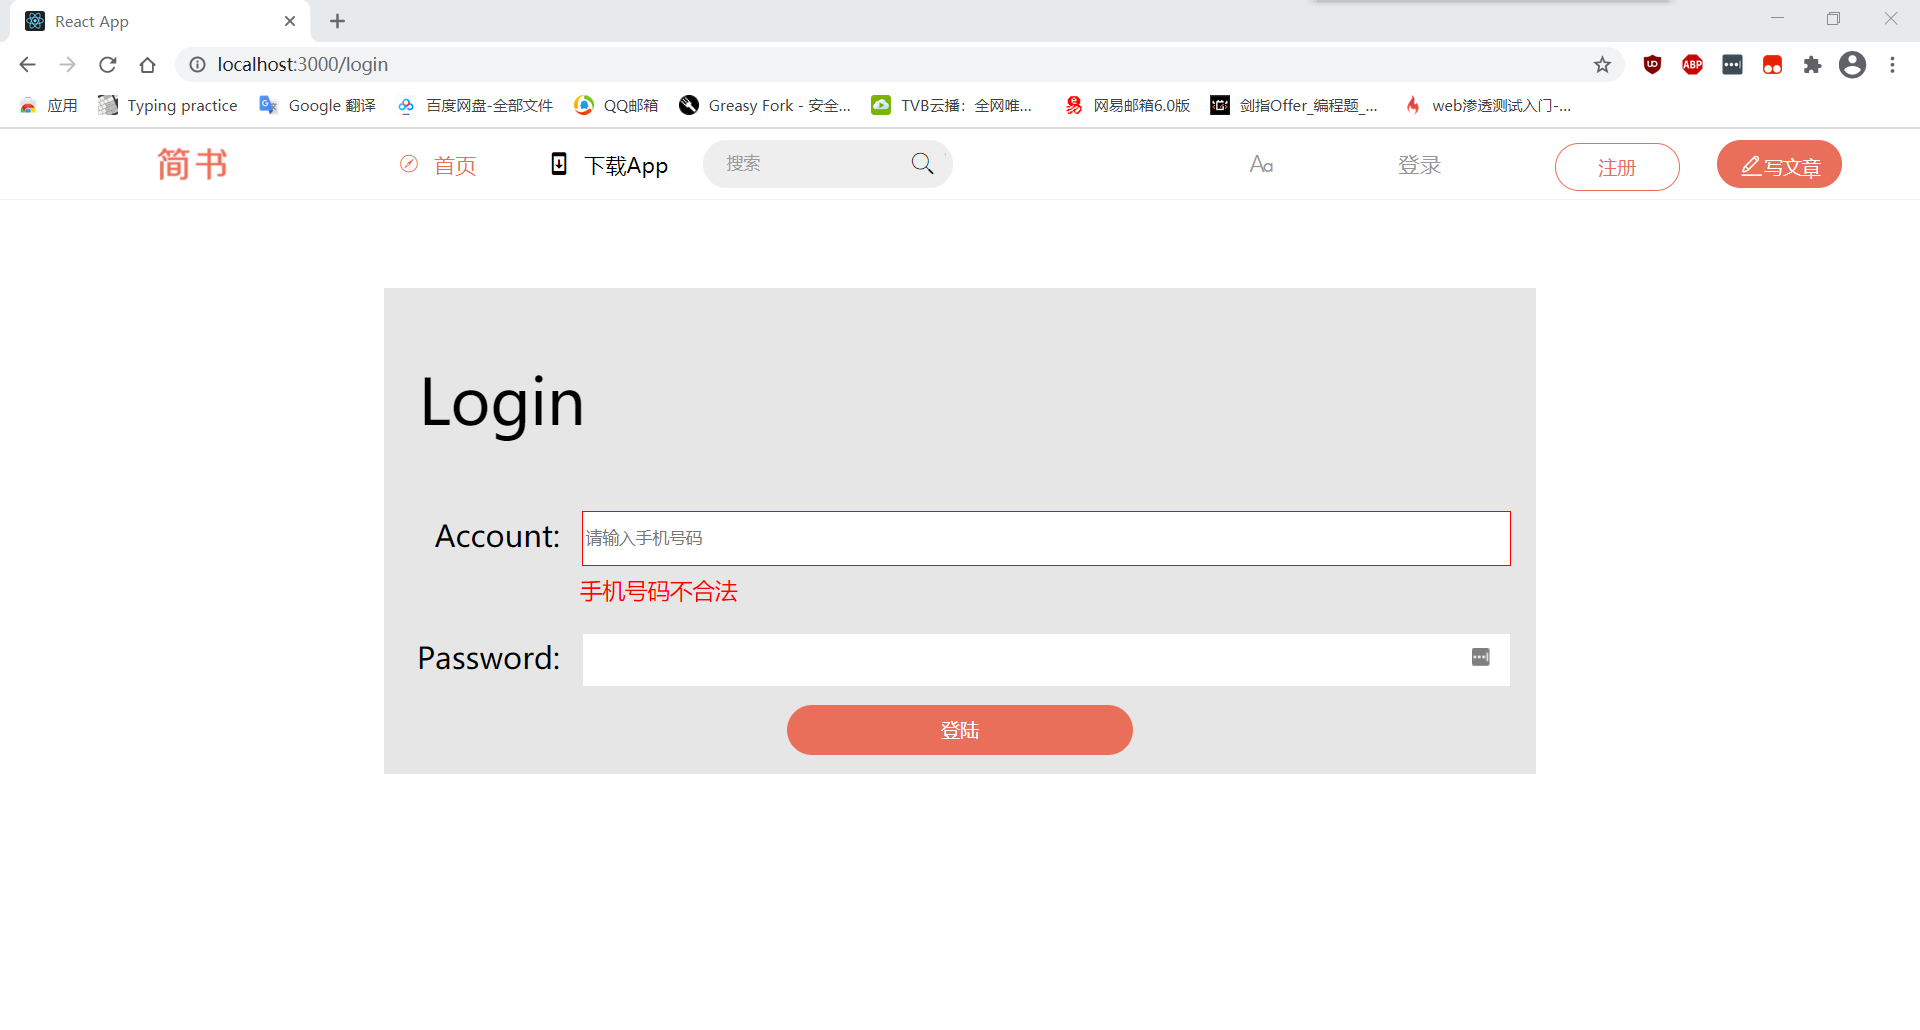 React App
localhost:3000/login
应用 Typing practice Google 翻译 百度网盘-全部文件 QQ邮箱 Greasy Fork - 安全... TVB云播：全网唯... 网易邮箱6.0版 剑指Offer_编程题_... web渗透测试入门-...
简书 首页 下载App 搜索 Aa 登录 注册 写文章
Login
Account: 请输入手机号码
手机号码不合法
Password:
登陆